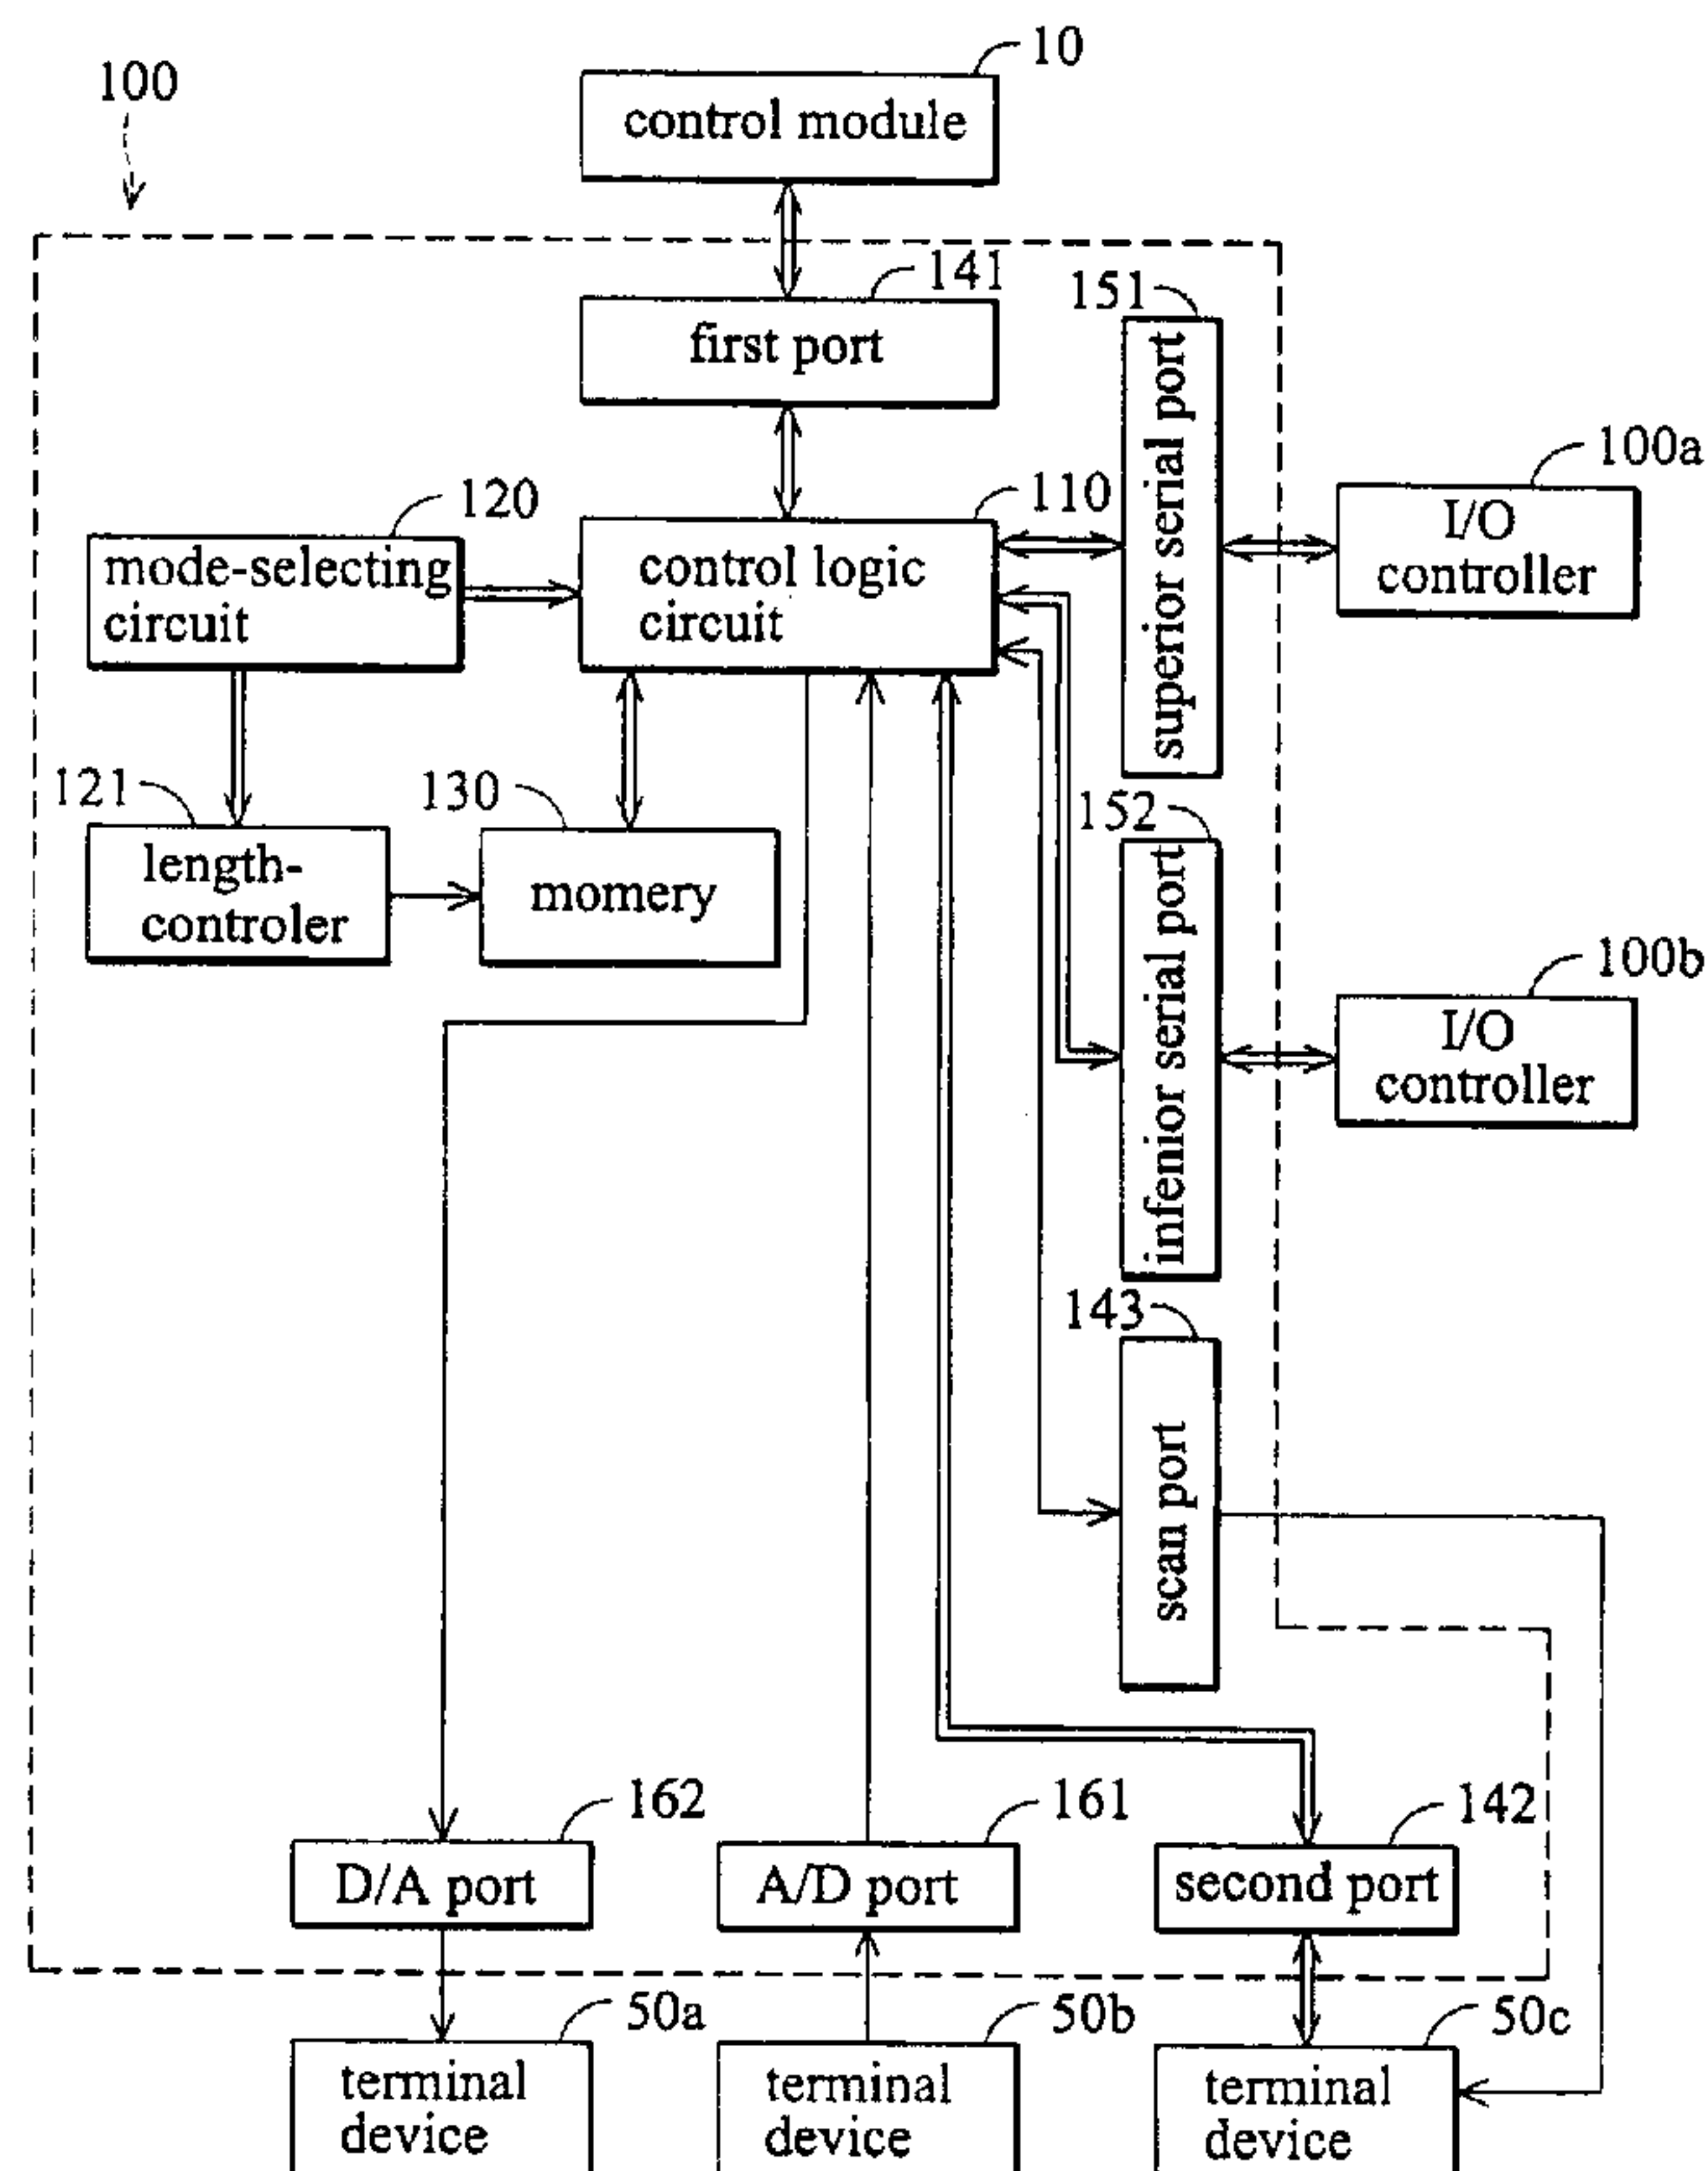 10
100
control module
141
first port
151
superior serial port
100a
I/O
controller
120
mode-selecting
circuit
110
control logic
circuit
121
length-
controler
130
momery
152
infenior serial port
100b
I/O
controller
143
scan port
162
D/A port
161
A/D port
142
second port
50a
terminal
device
50b
terminal
device
50c
terminal
device